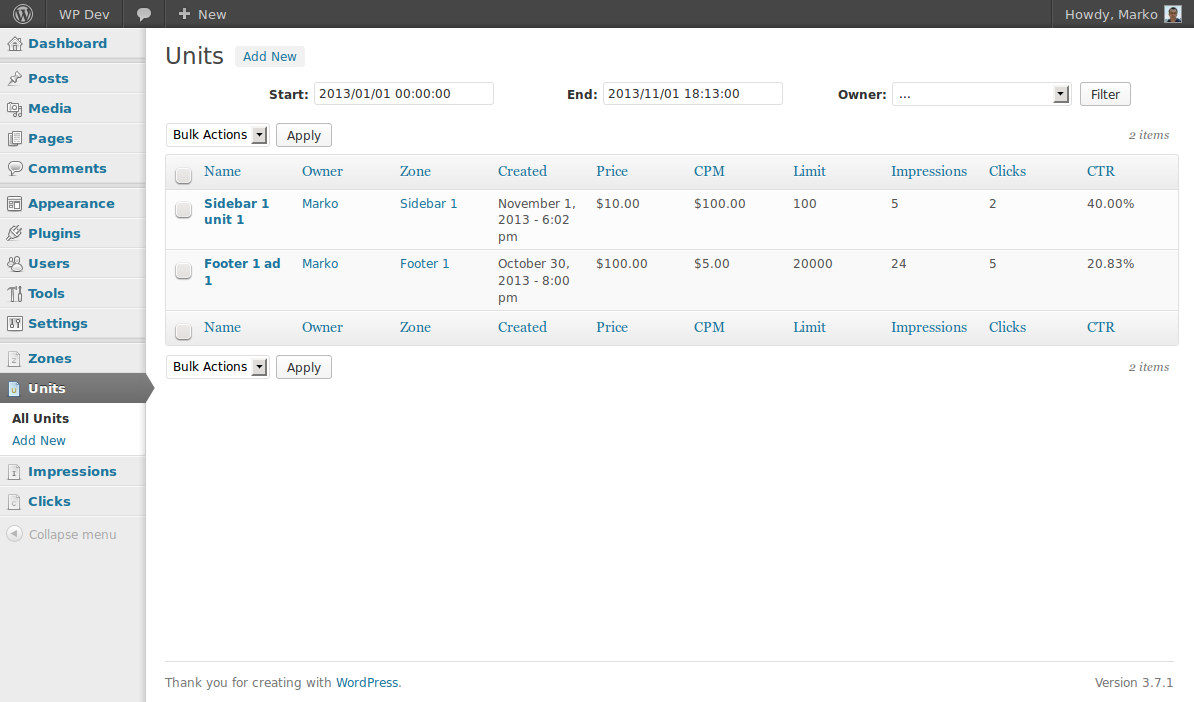 WP Dev
New
Howdy, Marko
Dashboard
Posts
Media
Pages
Comments
Appearance
Plugins
Users
Tools
Settings
Zones
Units
All Units
Add New
Impressions
Clicks
Collapse menu
Units Add New
Start: 2013/01/01 00:00:00 End: 2013/11/01 18:13:00 Owner: ... Filter
Bulk Actions Apply 2 items
Name Owner Zone Created Price CPM Limit Impressions Clicks CTR
Sidebar 1 Marko Sidebar 1 November 1, $10.00 $100.00 100 5 2 40.00%
unit 1 2013 - 6:02
pm
Footer 1 ad Marko Footer 1 October 30, $100.00 $5.00 20000 24 5 20.83%
1 2013 - 8:00
pm
Name Owner Zone Created Price CPM Limit Impressions Clicks CTR
Bulk Actions Apply 2 items
Thank you for creating with WordPress. Version 3.7.1